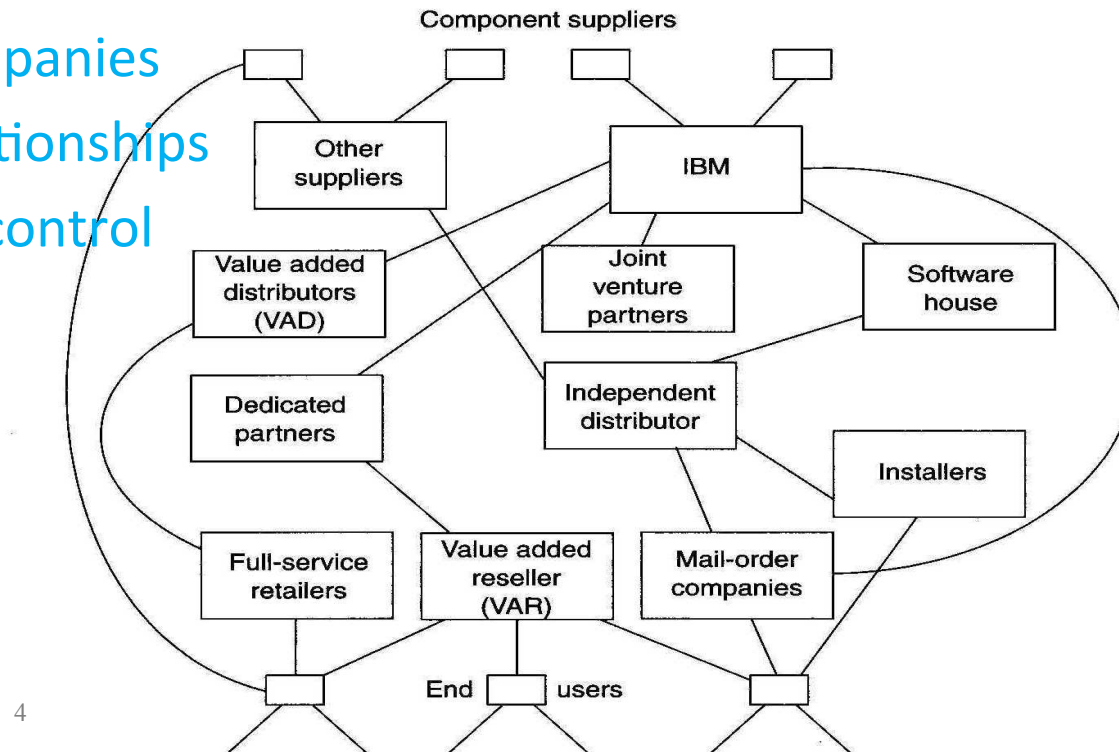 Component suppliers
panies
tionships
control
Other
suppliers
IBM
Value added
distributors
(VAD)
Joint
venture
partners
Software
house
Dedicated
partners
Independent
distributor
Installers
Full-service
retailers
Value added
reseller
(VAR)
Mail-order
companies
End users
4